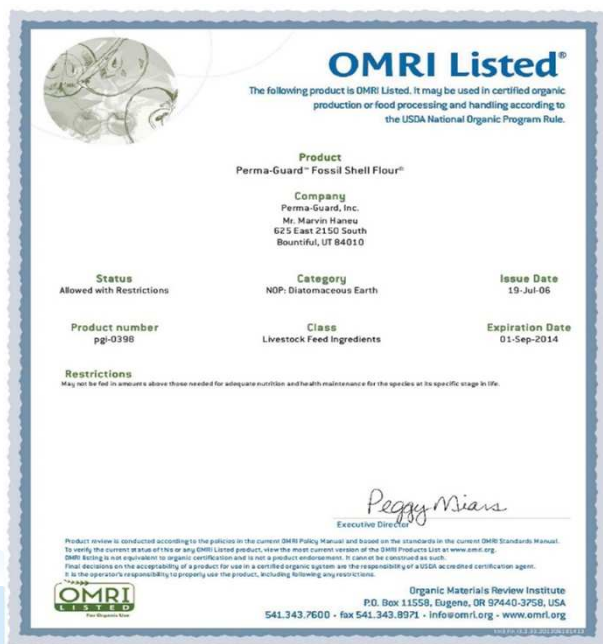 OMRI Listed®
The following product is OMRI Listed. It may be used in certified organic
production or food processing and handling according to
the USDA National Organic Program Rule.
Product
Perma-Guard™ Fossil Shell Flour®
Company
Perma-Guard, Inc.
Mr. Marvin Haney
625 East 2150 South
Bountiful, UT 84010
Status
Allowed with Restrictions
Category
NOP: Diatomaceous Earth
Issue Date
19-Jul-06
Product number
pgi-0398
Class
Livestock Feed Ingredients
Expiration Date
01-Sep-2014
Restrictions
May not be fed in amounts above those needed for adequate nutrition and health maintenance for the species at its specific stage in life.
Peggy Miars
Executive Director
Product review is conducted according to the policies in the current OMRI Policy Manual and based on the standards in the current OMRI Standards Manual.
To verify the current status of this or any OMRI Listed product, view the most current version of the OMRI Products List at www.omri.org.
OMRI listing is not equivalent to organic certification and is not a product endorsement. It cannot be construed as such.
Final decisions on the acceptability of a product for use in a certified organic system are the responsibility of a USDA accredited certification agent.
It is the operator's responsibility to properly use the product, including following any restrictions.
OMRI
LISTED
For Organic Use
Organic Materials Review Institute
P.O. Box 11558, Eugene, OR 97440-3758, USA
541.343.7600 - fax 541.343.8971 - info@omri.org - www.omri.org